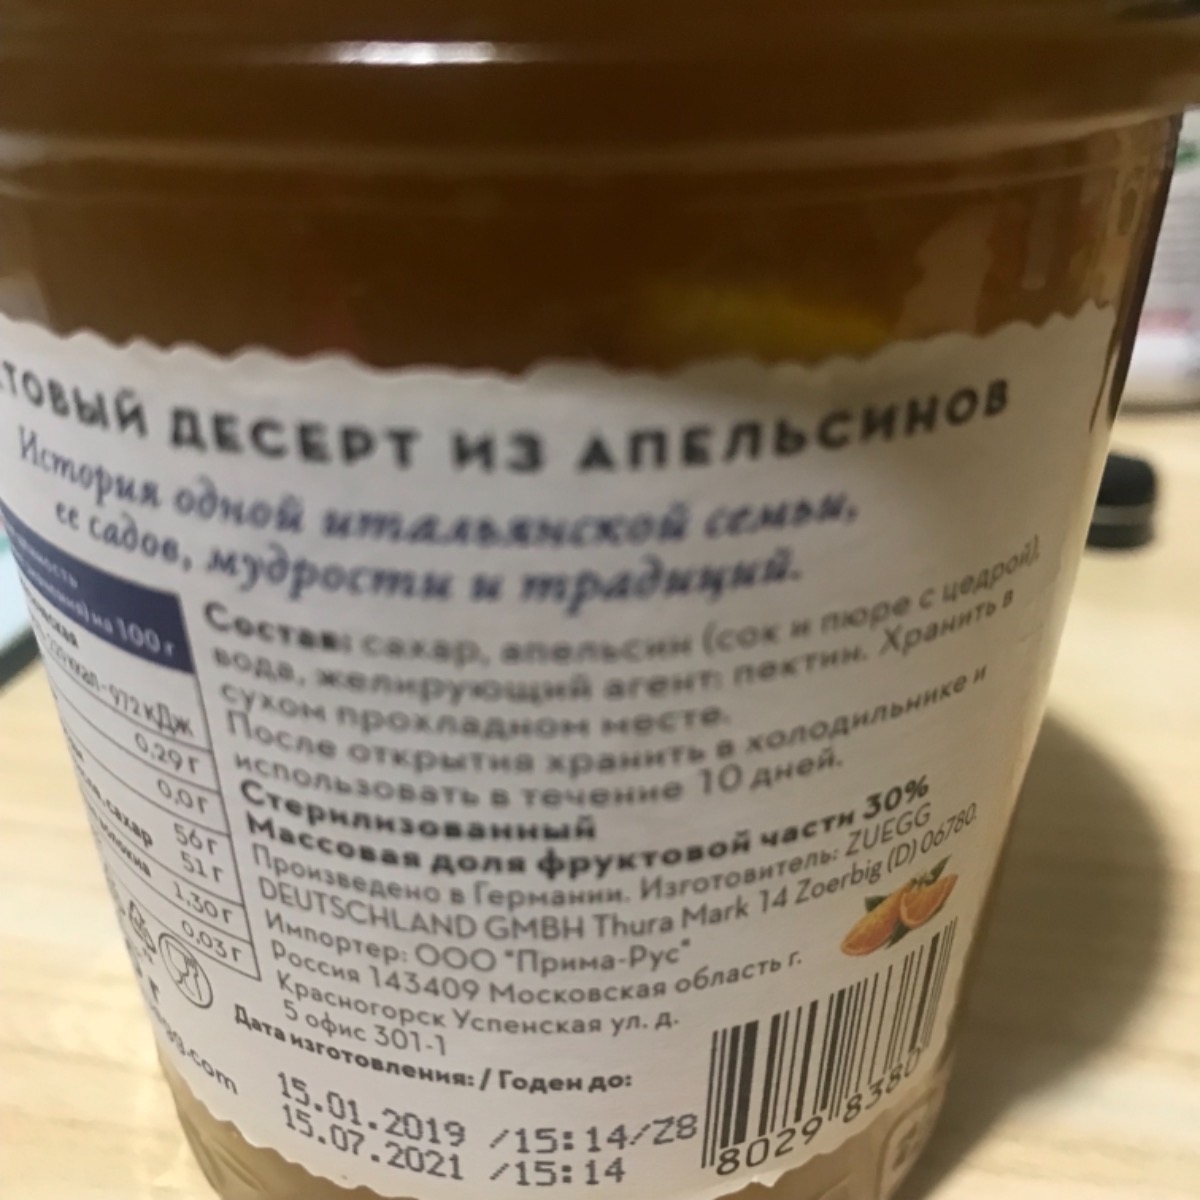 ТОВЫЙ ДЕСЕРТ ИЗ АПЕЛЬСИНОВ
История одной итальянской семьи,
ее садов, мудрости и традиций.
на 100 г
972 кДж
0,29 г
0,0 г
сахар 56 г
51 г
1,30 г
0,03 г
Состав: сахар, апельсин (сок и пюре с цедрой),
вода, желирующий агент: пектин. Хранить в
сухом прохладном месте.
После открытия хранить в холодильнике и
использовать в течение 10 дней.
Стерилизованный
Массовая доля фруктовой части 30%
Произведено в Германии. Изготовитель: ZUEGG
DEUTSCHLAND GMBH Thura Mark 14 Zoerbig (D) 06780.
Импортер: ООО "Прима-Рус"
Россия 143409 Московская область г.
Красногорск Успенская ул. д.
5 офис 301-1
Дата изготовления: / Годен до:
.com
15.01.2019 /15:14/Z8
15.07.2021 /15:14
8029 8380